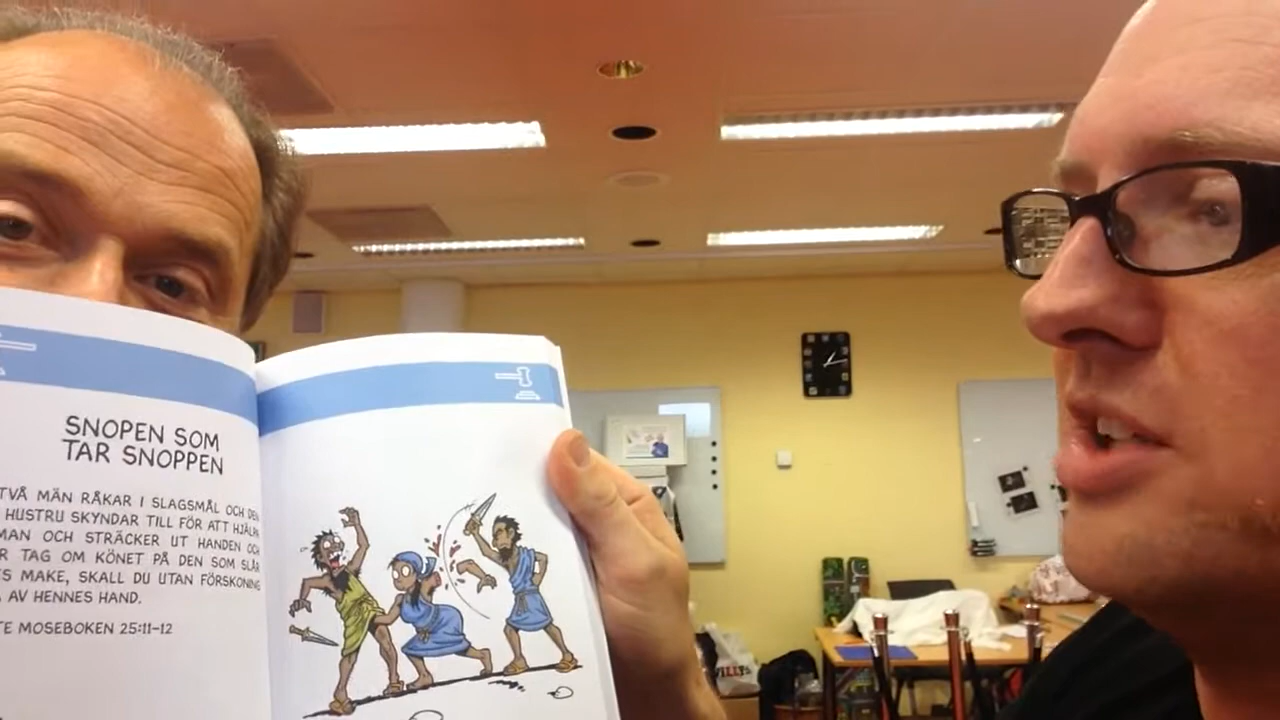 SNOPEN SOM
TAR SNOPPEN
TVÅ MÄN RÅKAR I SLAGSMÅL OCH DEN
HUSTRU SKYNDAR TILL FÖR ATT HJÄLPA
MAN OCH STRÄCKER UT HANDEN OCH
TAG OM KÖNET PÅ DEN SOM SLÅR
MAKE, SKALL DU UTAN FÖRSKONING
AV HENNES HAND.
MOSEBOKEN 25:11–12